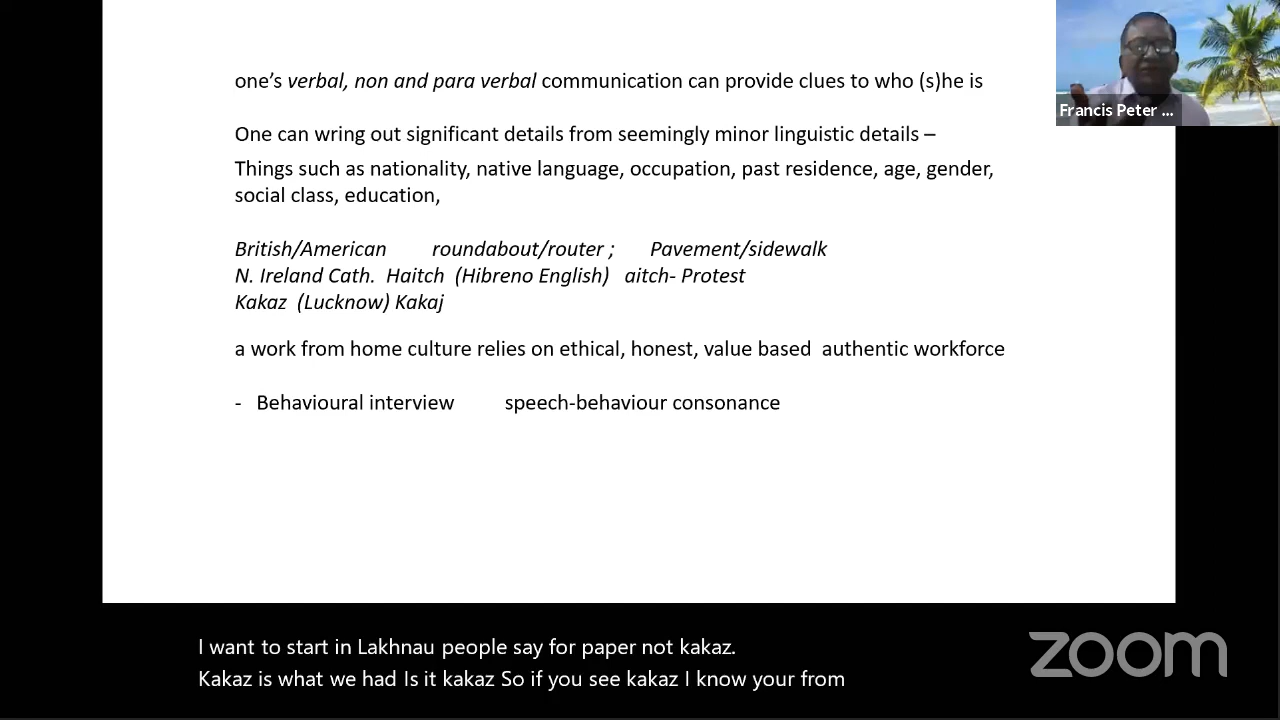 one's verbal, non and para verbal communication can provide clues to who (s)he is
Francis Peter ...
One can wring out significant details from seemingly minor linguistic details –
Things such as nationality, native language, occupation, past residence, age, gender,
social class, education,
British/American roundabout/router ; Pavement/sidewalk
N. Ireland Cath. Haitch (Hibreno English) aitch- Protest
Kakaz (Lucknow) Kakaj
a work from home culture relies on ethical, honest, value based authentic workforce
- Behavioural interview speech-behaviour consonance
I want to start in Lakhnau people say for paper not kakaz.
Kakaz is what we had Is it kakaz So if you see kakaz I know your from
zoom